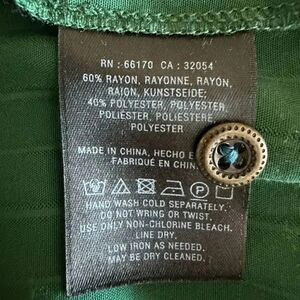 RN : 66170 CA : 32054
60% RAYON, RAYONNE, RAYÓN,
RAION, KUNSTSEIDE;
40% POLYESTER, POLYESTER,
POLIÉSTER, POLIESTERE,
POLYESTER
MADE IN CHINA, HECHO E
FABRIQUÉ EN CHIN
HAND WASH COLD SEPARATELY.
DO NOT WRING OR TWIST.
USE ONLY NON-CHLORINE BLEACH.
LINE DRY.
LOW IRON AS NEEDED.
MAY BE DRY CLEANED.